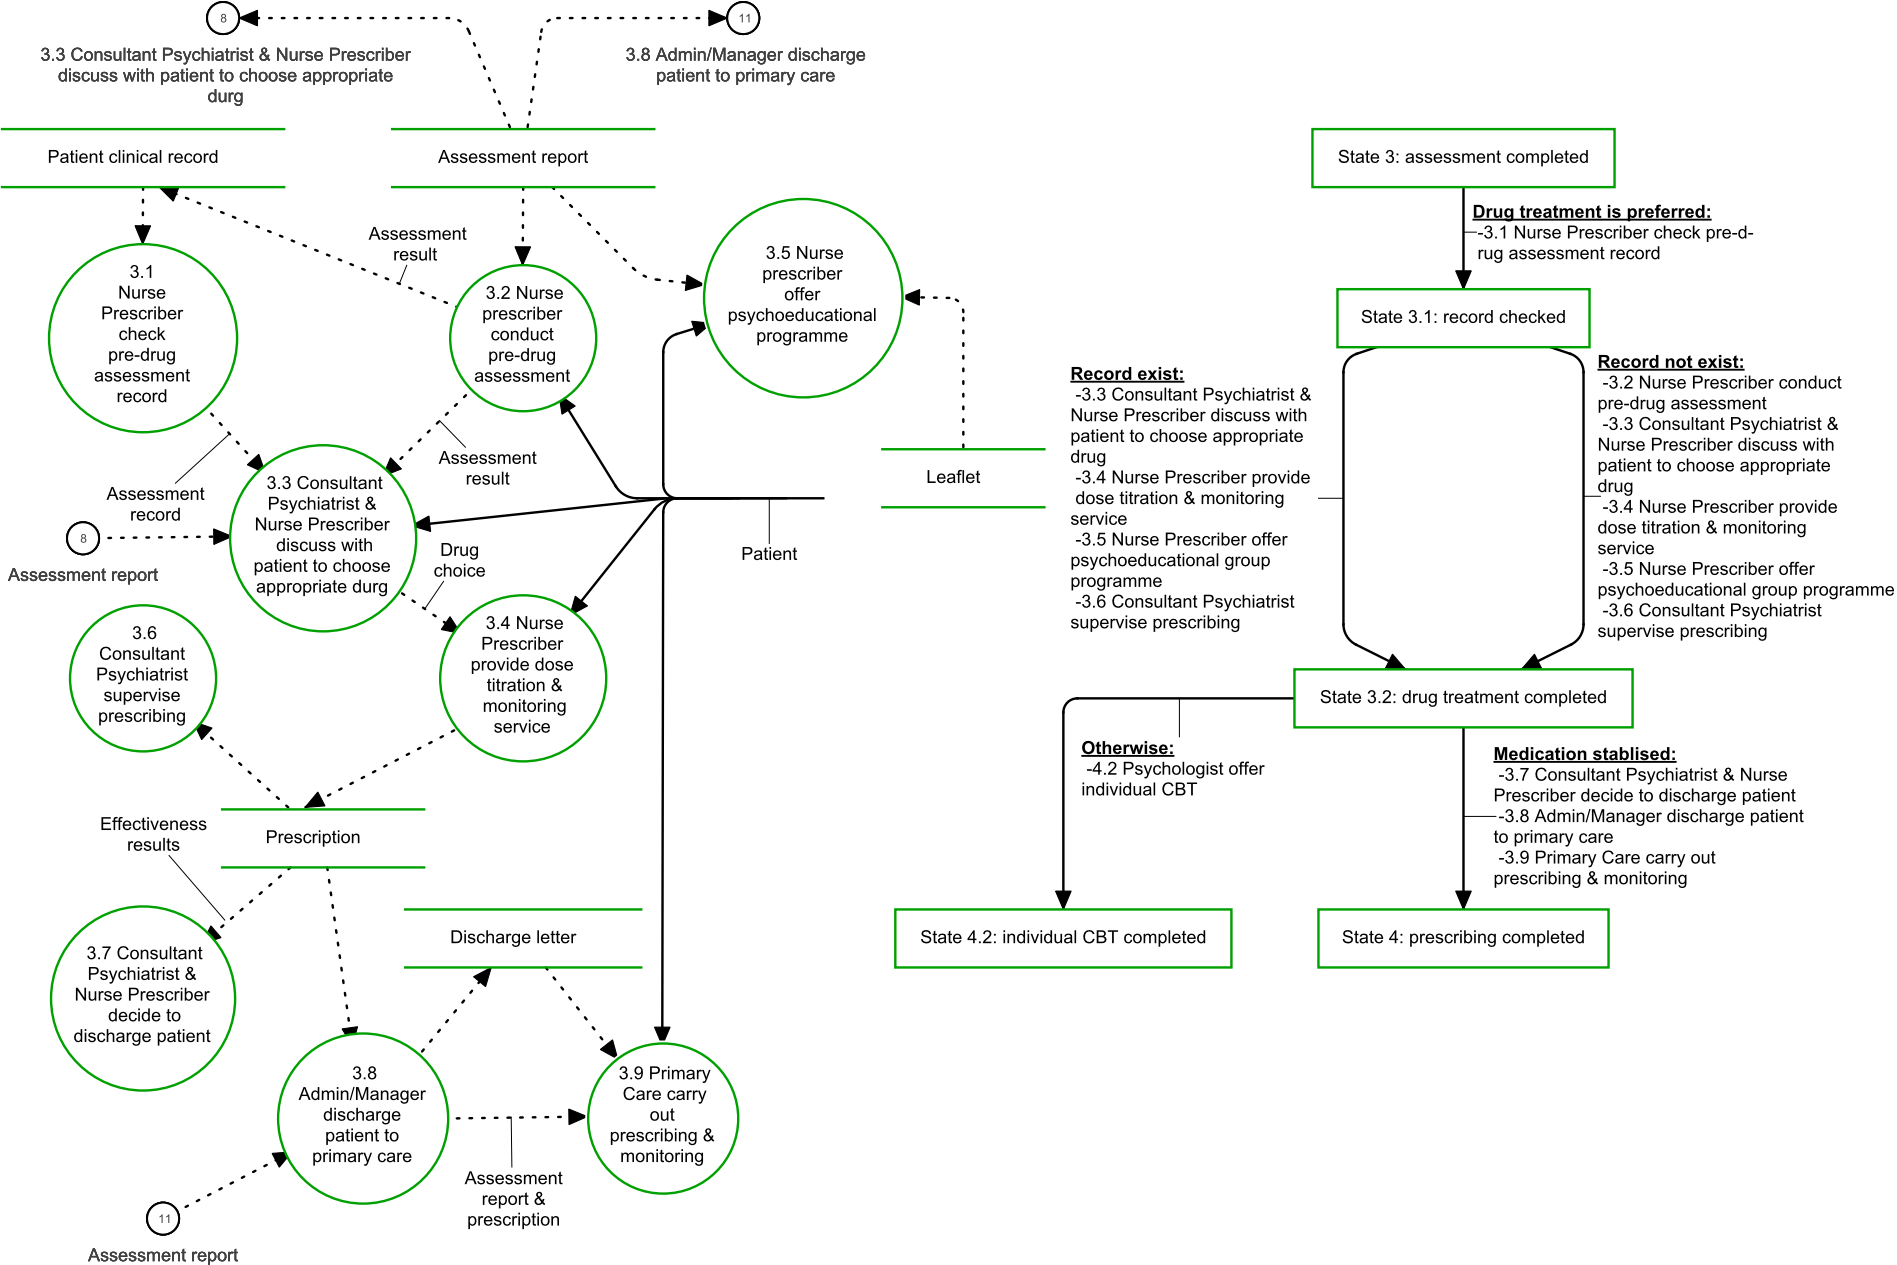 8
3.3 Consultant Psychiatrist & Nurse Prescriber
discuss with patient to choose appropriate
durg
11
3.8 Admin/Manager discharge
patient to primary care
Patient clinical record
Assessment report
Assessment
result
3.1
Nurse
Prescriber
check
pre-drug
assessment
record
3.2 Nurse
prescriber
conduct
pre-drug
assessment
3.5 Nurse
prescriber
offer
psychoeducational
programme
Assessment
record
Assessment
result
3.3 Consultant
Psychiatrist &
Nurse Prescriber
discuss with
patient to choose
appropriate durg
8
Assessment report
Drug
choice
Patient
Leaflet
3.6
Consultant
Psychiatrist
supervise
prescribing
3.4 Nurse
Prescriber
provide dose
titration &
monitoring
service
Effectiveness
results
Prescription
3.7 Consultant
Psychiatrist &
Nurse Prescriber
decide to
discharge patient
Discharge letter
3.8
Admin/Manager
discharge
patient to
primary care
3.9 Primary
Care carry
out
prescribing &
monitoring
Assessment
report &
prescription
11
Assessment report
State 3: assessment completed
Drug treatment is preferred:
-3.1 Nurse Prescriber check pre-d-
rug assessment record
State 3.1: record checked
Record exist:
-3.3 Consultant Psychiatrist &
Nurse Prescriber discuss with
patient to choose appropriate
drug
-3.4 Nurse Prescriber provide
dose titration & monitoring
service
-3.5 Nurse Prescriber offer
psychoeducational group
programme
-3.6 Consultant Psychiatrist
supervise prescribing
Record not exist:
-3.2 Nurse Prescriber conduct
pre-drug assessment
-3.3 Consultant Psychiatrist &
Nurse Prescriber discuss with
patient to choose appropriate
drug
-3.4 Nurse Prescriber provide
dose titration & monitoring
service
-3.5 Nurse Prescriber offer
psychoeducational group programme
-3.6 Consultant Psychiatrist
supervise prescribing
State 3.2: drug treatment completed
Otherwise:
-4.2 Psychologist offer
individual CBT
Medication stablised:
-3.7 Consultant Psychiatrist & Nurse
Prescriber decide to discharge patient
-3.8 Admin/Manager discharge patient
to primary care
-3.9 Primary Care carry out
prescribing & monitoring
State 4.2: individual CBT completed
State 4: prescribing completed